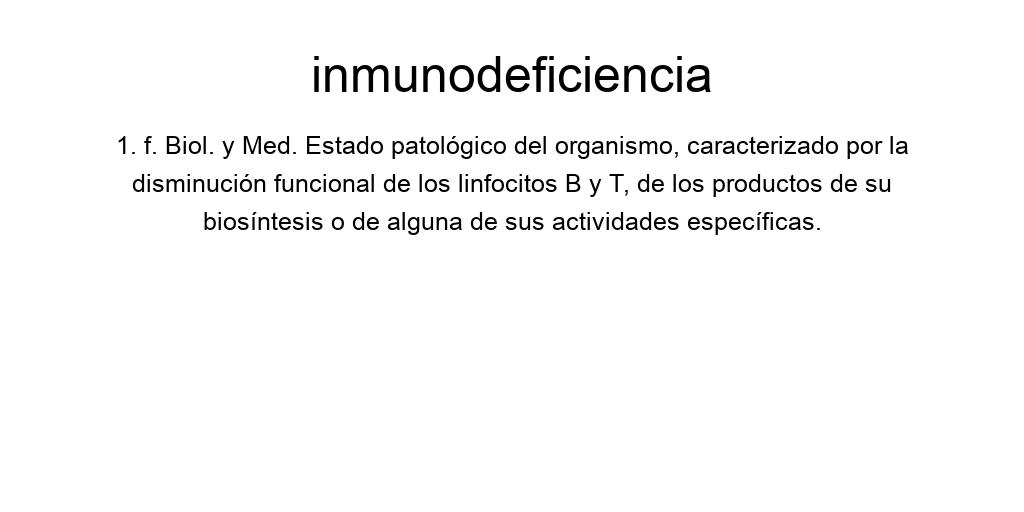 inmunodeficiencia
1. f. Biol. y Med. Estado patológico del organismo, caracterizado por la
disminución funcional de los linfocitos B y T, de los productos de su
biosíntesis o de alguna de sus actividades específicas.